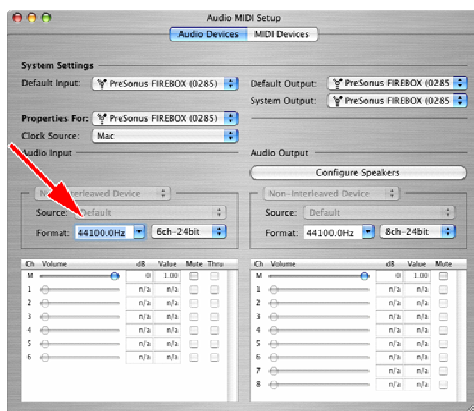 Audio MIDI Setup
Audio Devices MIDI Devices
System Settings
Default Input: PreSonus FIREBOX (0285)
Default Output: PreSonus FIREBOX (0285
System Output: PreSonus FIREBOX (0285
Properties For: PreSonus FIREBOX (0285)
Clock Source: Mac
Audio Input
Audio Output
Configure Speakers
Non-Interleaved Device
Non-Interleaved Device
Source: Default
Source: Default
Format: 44100.0Hz 6ch-24bit
Format: 44100.0Hz 8ch-24bit
Ch Volume dB Value Mute Thru
M 0 1.00
1 n/a n/a
2 n/a n/a
3 n/a n/a
4 n/a n/a
5 n/a n/a
6 n/a n/a
Ch Volume dB Value Mute
M 0 1.00
1 n/a n/a
2 n/a n/a
3 n/a n/a
4 n/a n/a
5 n/a n/a
6 n/a n/a
7 n/a n/a
8 n/a n/a